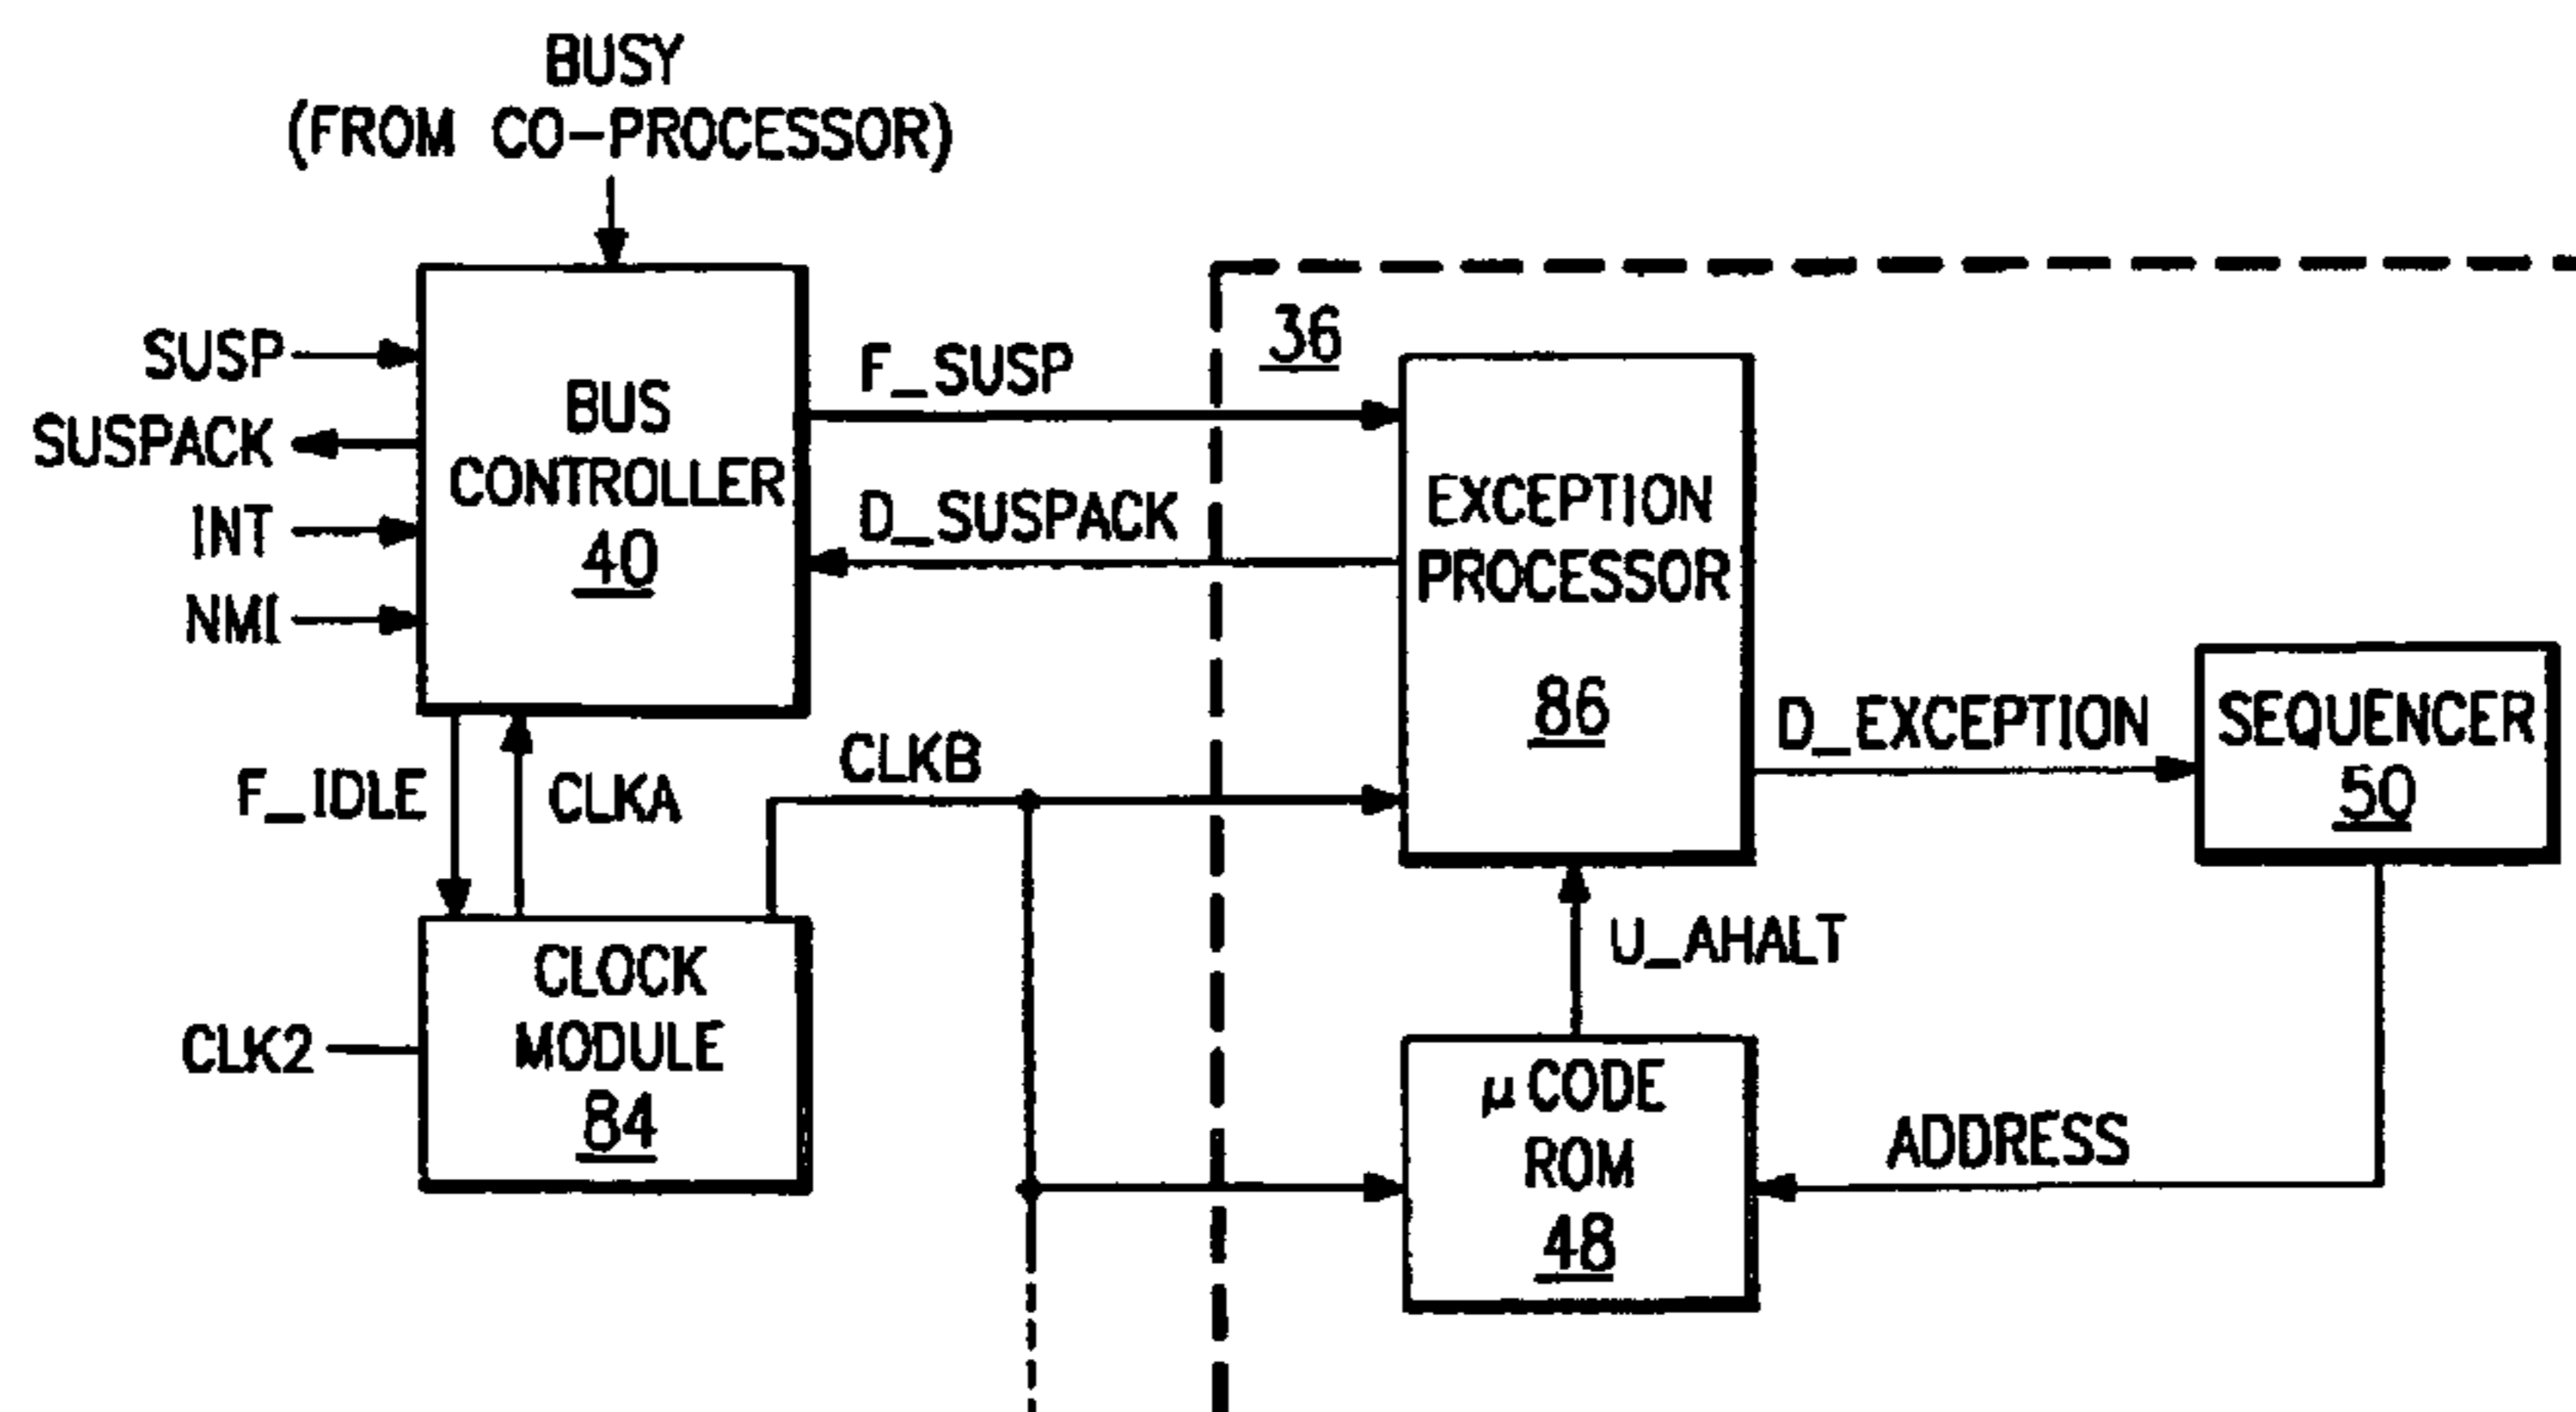 BUSY
(FROM CO-PROCESSOR)
SUSP
SUSPACK
INT
NMI
BUS
CONTROLLER
40
F_SUSP
D_SUSPACK
36
EXCEPTION
PROCESSOR
86
D_EXCEPTION
SEQUENCER
50
F_IDLE
CLKA
CLKB
U_AHALT
CLK2
CLOCK
MODULE
84
µ CODE
ROM
48
ADDRESS